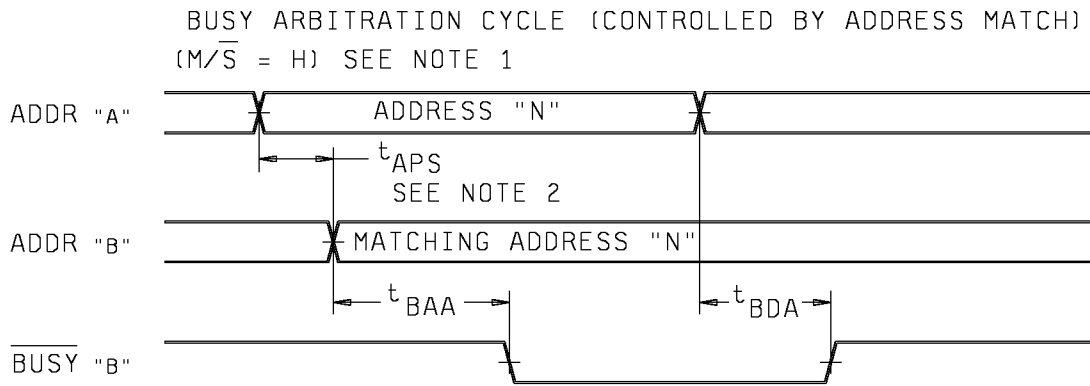 BUSY ARBITRATION CYCLE (CONTROLLED BY ADDRESS MATCH)
(M/S̅ = H) SEE NOTE 1
ADDR "A"
ADDRESS "N"
tAPS
SEE NOTE 2
ADDR "B"
MATCHING ADDRESS "N"
tBAA
tBDA
B̅U̅S̅Y̅ "B"